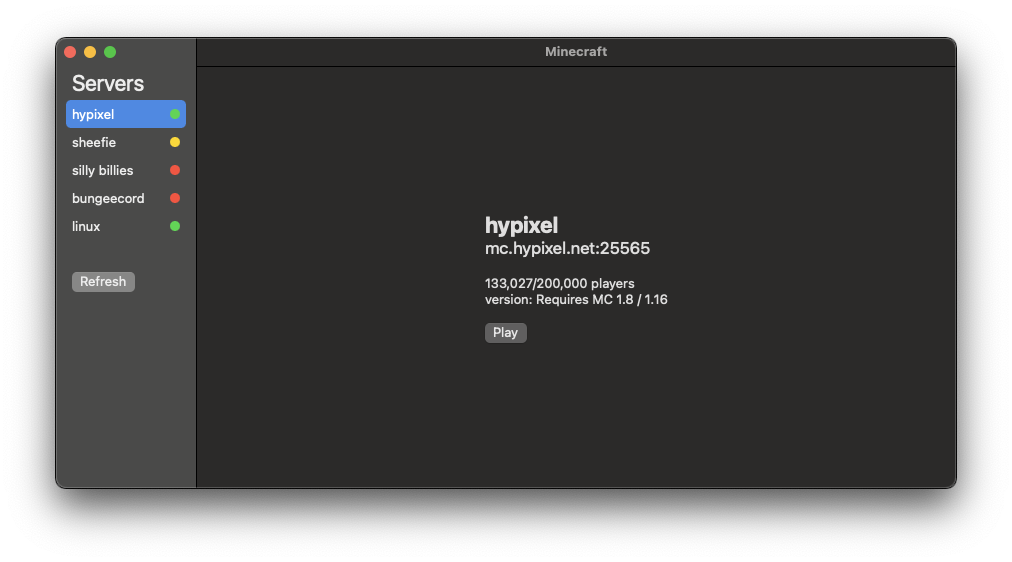 Minecraft
Servers
hypixel
sheefie
silly billies
bungeecord
linux
Refresh
hypixel
mc.hypixel.net:25565
133,027/200,000 players
version: Requires MC 1.8 / 1.16
Play